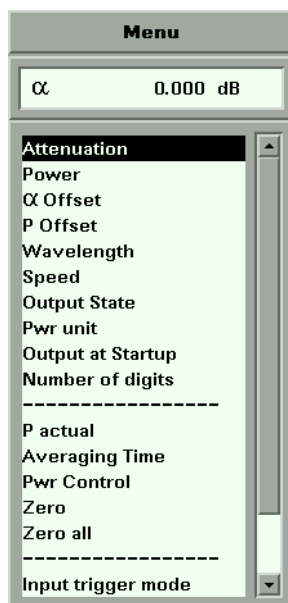 Menu
α 0.000 dB
Attenuation
Power
α Offset
P Offset
Wavelength
Speed
Output State
Pwr unit
Output at Startup
Number of digits
------------------
P actual
Averaging Time
Pwr Control
Zero
Zero all
------------------
Input trigger mode